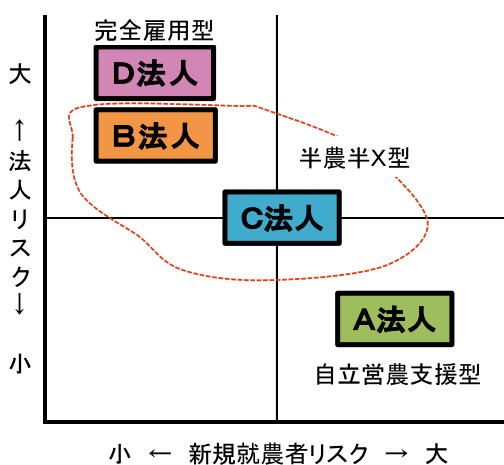 完全雇用型
D法人
B法人
半農半X型
C法人
A法人
自立営農支援型
大 ← 法人リスク → 小
小 ← 新規就農者リスク → 大